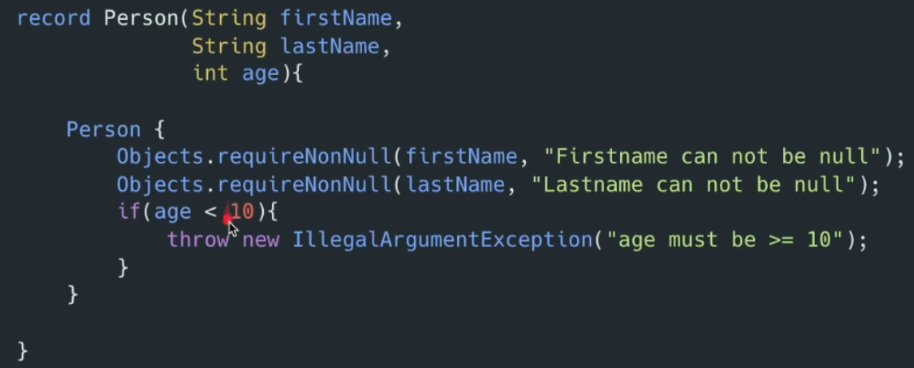 record Person(String firstName,
String lastName,
int age){
Person {
Objects.requireNonNull(firstName, "Firstname can not be null");
Objects.requireNonNull(lastName, "Lastname can not be null");
if(age < 10){
throw new IllegalArgumentException("age must be >= 10");
}
}
}